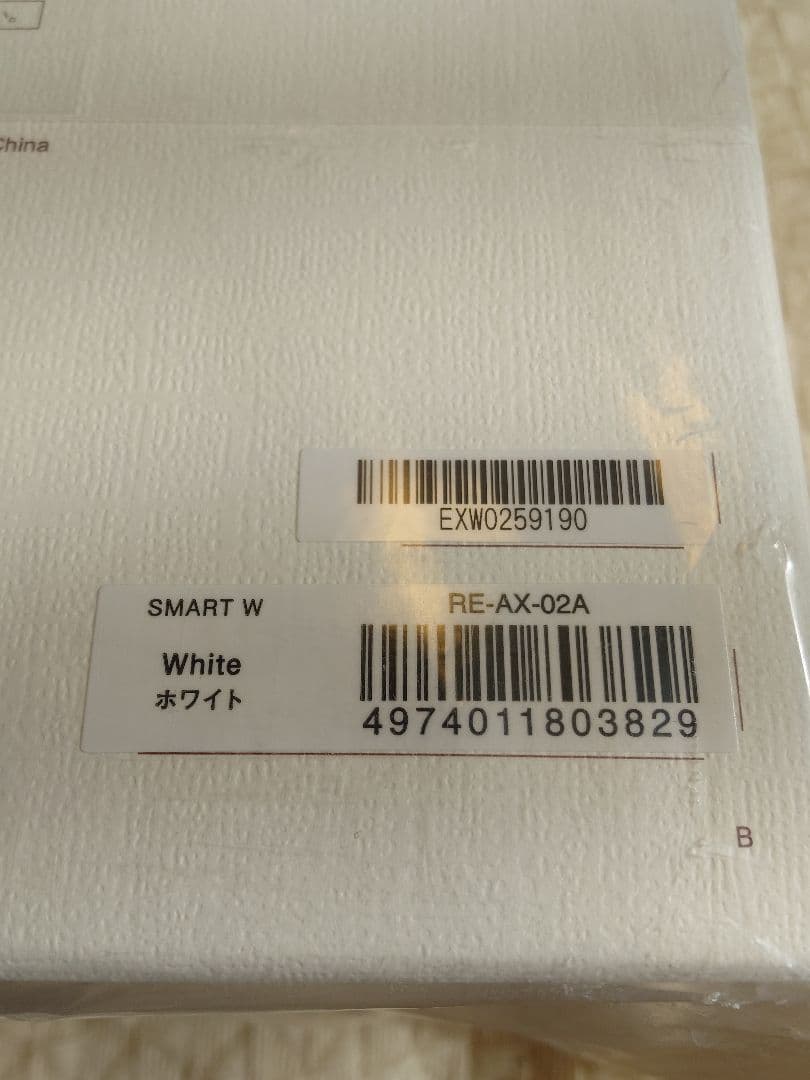 China
EXW0259190
SMART W
RE-AX-02A
White
ホワイト
4974011803829
B